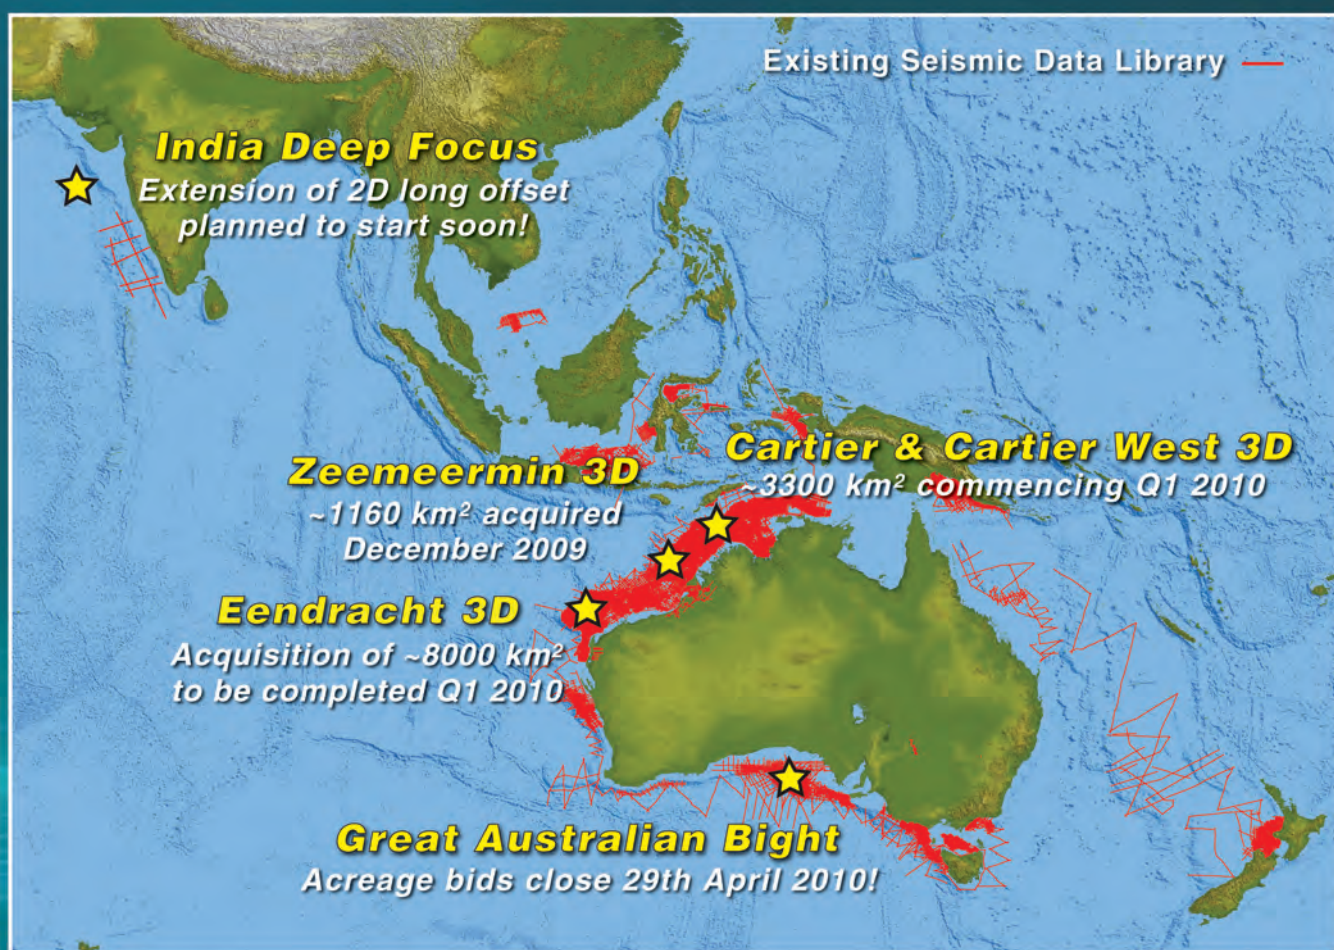 Existing Seismic Data Library
India Deep Focus
Extension of 2D long offset
planned to start soon!
Cartier & Cartier West 3D
~3300 km² commencing Q1 2010
Zeemeermin 3D
~1160 km² acquired
December 2009
Eendracht 3D
Acquisition of ~8000 km²
to be completed Q1 2010
Great Australian Bight
Acreage bids close 29th April 2010!